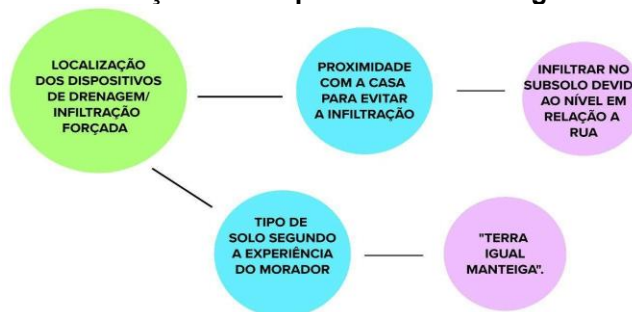 LOCALIZAÇÃO
DOS DISPOSITIVOS
DE DRENAGEM/
INFILTRAÇÃO
FORÇADA
PROXIMIDADE
COM A CASA
PARA EVITAR
A INFILTRAÇÃO
INFILTRAR NO
SUBSOLO DEVID
AO NÍVEL EM
RELAÇÃO A
RUA
TIPO DE
SOLO SEGUNDO
A EXPERIÊNCIA
DO MORADOR
"TERRA
IGUAL
MANTEIGA".